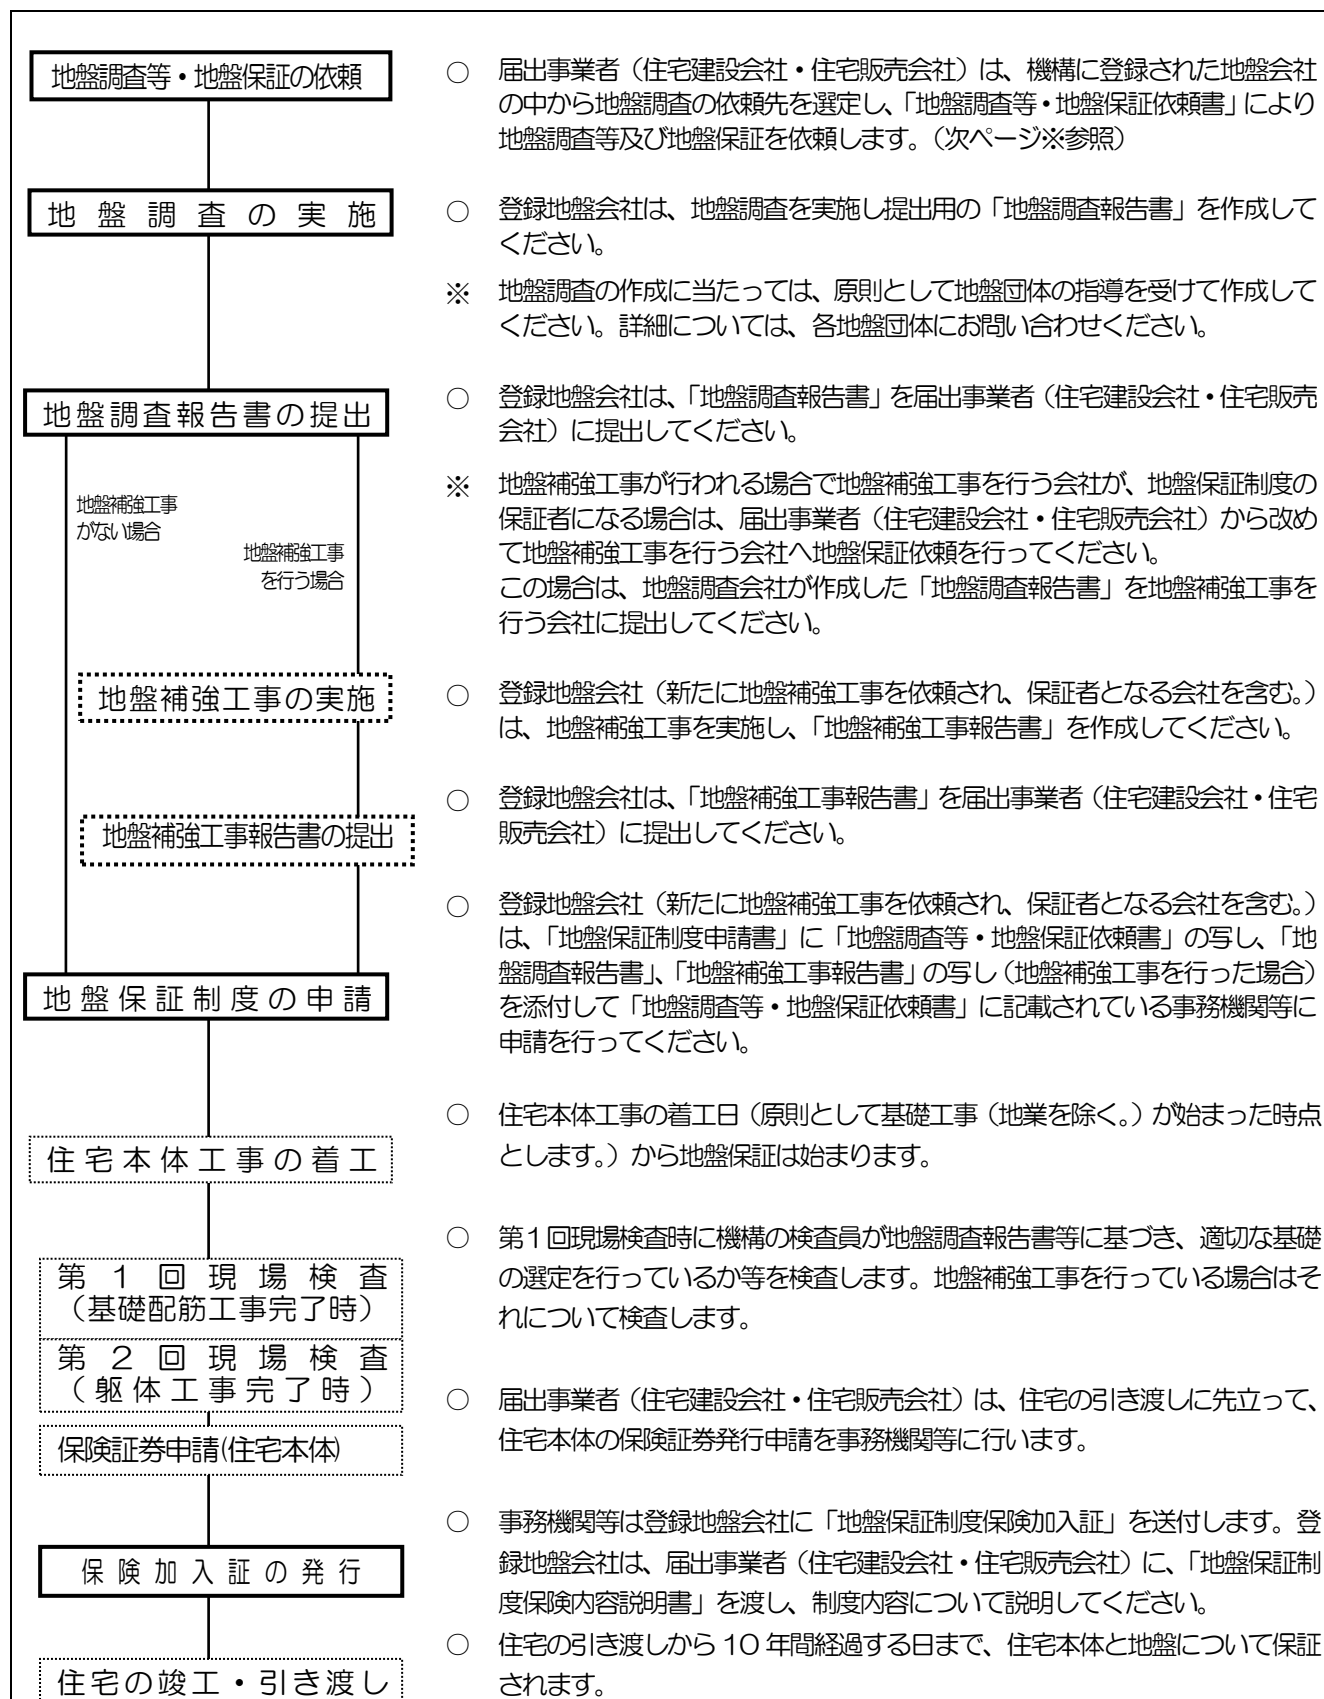 地盤調査等・地盤保証の依頼
○ 届出事業者（住宅建設会社・住宅販売会社）は、機構に登録された地盤会社
の中から地盤調査の依頼先を選定し、「地盤調査等・地盤保証依頼書」により
地盤調査等及び地盤保証を依頼します。（次ページ※参照）
地盤調査の実施
○ 登録地盤会社は、地盤調査を実施し提出用の「地盤調査報告書」を作成して
ください。
※ 地盤調査の作成に当たっては、原則として地盤団体の指導を受けて作成して
ください。詳細については、各地盤団体にお問い合わせください。
地盤調査報告書の提出
○ 登録地盤会社は、「地盤調査報告書」を届出事業者（住宅建設会社・住宅販売
会社）に提出してください。
地盤補強工事
がない場合
地盤補強工事
を行う場合
※ 地盤補強工事が行われる場合で地盤補強工事を行う会社が、地盤保証制度の
保証者になる場合は、届出事業者（住宅建設会社・住宅販売会社）から改め
て地盤補強工事を行う会社へ地盤保証依頼を行ってください。
この場合は、地盤調査会社が作成した「地盤調査報告書」を地盤補強工事を
行う会社に提出してください。
地盤補強工事の実施
○ 登録地盤会社（新たに地盤補強工事を依頼され、保証者となる会社を含む。）
は、地盤補強工事を実施し、「地盤補強工事報告書」を作成してください。
地盤補強工事報告書の提出
○ 登録地盤会社は、「地盤補強工事報告書」を届出事業者（住宅建設会社・住宅
販売会社）に提出してください。
地盤保証制度の申請
○ 登録地盤会社（新たに地盤補強工事を依頼され、保証者となる会社を含む。）
は、「地盤保証制度申請書」に「地盤調査等・地盤保証依頼書」の写し、「地
盤調査報告書」、「地盤補強工事報告書」の写し（地盤補強工事を行った場合）
を添付して「地盤調査等・地盤保証依頼書」に記載されている事務機関等に
申請を行ってください。
住宅本体工事の着工
○ 住宅本体工事の着工日（原則として基礎工事（地業を除く。）が始まった時点
とします。）から地盤保証は始まります。
第１回現場検査
（基礎配筋工事完了時）
○ 第１回現場検査時に機構の検査員が地盤調査報告書等に基づき、適切な基礎
の選定を行っているか等を検査します。地盤補強工事を行っている場合はそ
れについて検査します。
第２回現場検査
（躯体工事完了時）
保険証券申請(住宅本体)
○ 届出事業者（住宅建設会社・住宅販売会社）は、住宅の引き渡しに先立って、
住宅本体の保険証券発行申請を事務機関等に行います。
保険加入証の発行
○ 事務機関等は登録地盤会社に「地盤保証制度保険加入証」を送付します。登
録地盤会社は、届出事業者（住宅建設会社・住宅販売会社）に、「地盤保証制
度保険内容説明書」を渡し、制度内容について説明してください。
住宅の竣工・引き渡し
○ 住宅の引き渡しから 10 年間経過する日まで、住宅本体と地盤について保証
されます。